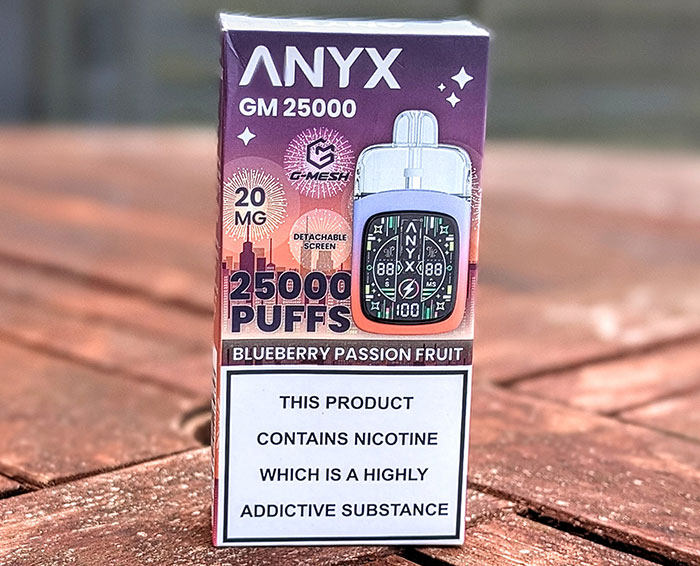 ANYX
GM 25000
G-MESH
20
MG
DETACHABLE
SCREEN
ANYX
88 88
S MS
100
25000
PUFFS
BLUEBERRY PASSION FRUIT
THIS PRODUCT
CONTAINS NICOTINE
WHICH IS A HIGHLY
ADDICTIVE SUBSTANCE